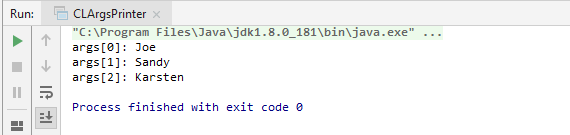 Run: CLArgsPrinter
"C:\Program Files\Java\jdk1.8.0_181\bin\java.exe" ...
args[0]: Joe
args[1]: Sandy
args[2]: Karsten
Process finished with exit code 0